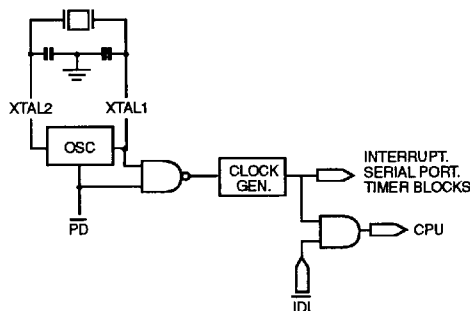 XTAL2
XTAL1
OSC
CLOCK
GEN.
INTERRUPT.
SERIAL PORT.
TIMER BLOCKS
CPU
PD
IDL